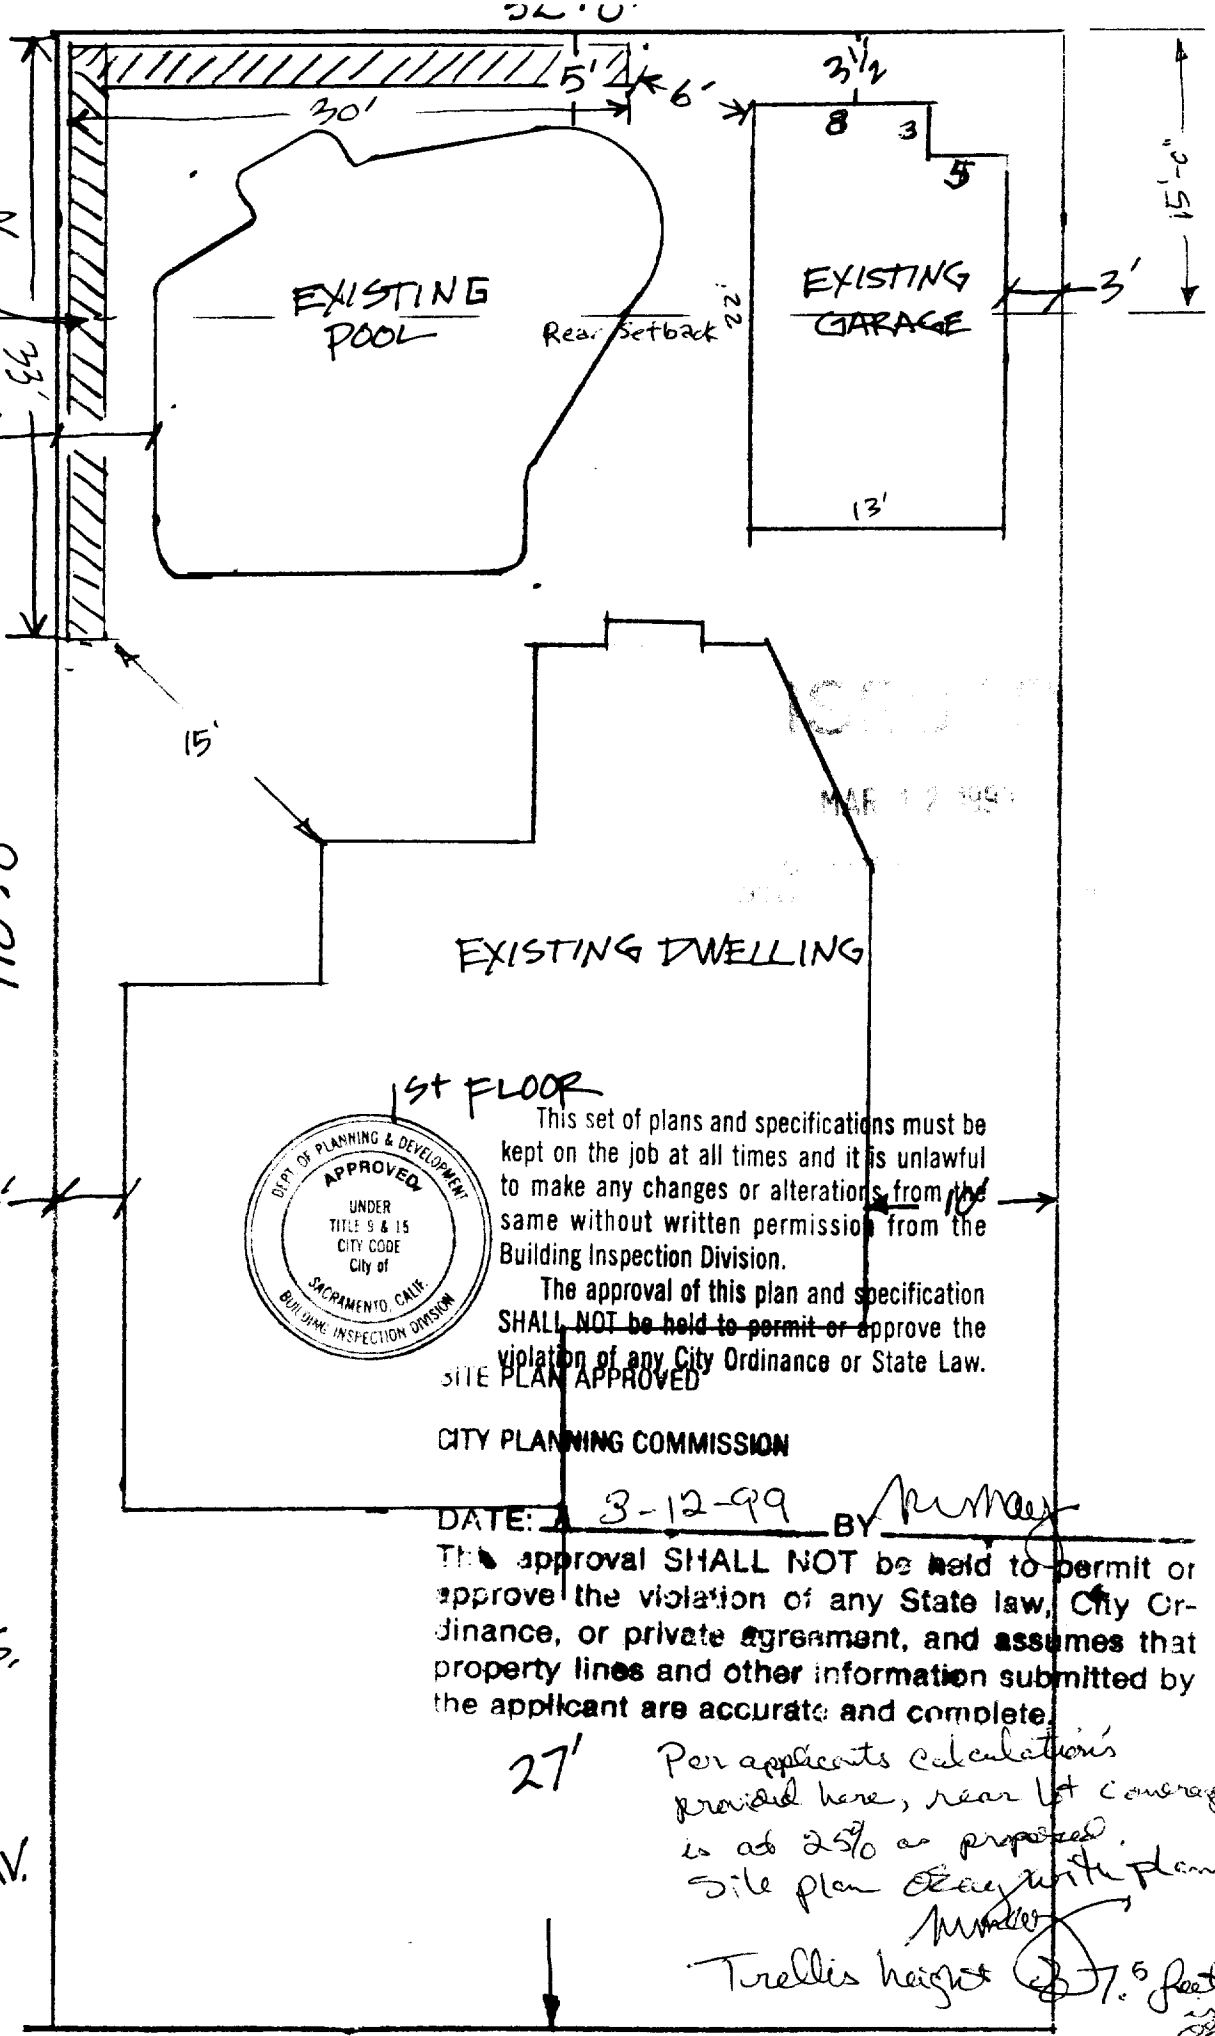 52'-0"
5'
3 1/2
6'
30'
8
3
5
15'-0"
EXISTING
POOL
Rear Setback
22'
EXISTING
GARAGE
3'
33'
13'
15'
MAR 12 199
EXISTING DWELLING
1st FLOOR
This set of plans and specifications must be
kept on the job at all times and it is unlawful
to make any changes or alterations from the
same without written permission from the
Building Inspection Division.
The approval of this plan and specification
SHALL NOT be held to permit or approve the
violation of any City Ordinance or State Law.
10'
DEPT. OF PLANNING & DEVELOPMENT
APPROVED
UNDER
TITLE 9 & 15
CITY CODE
City of
SACRAMENTO, CALIF.
BUILDING INSPECTION DIVISION
SITE PLAN APPROVED
CITY PLANNING COMMISSION
DATE: 3-12-99 BY
This approval SHALL NOT be held to permit or
approve the violation of any State law, City Or-
dinance, or private agreement, and assumes that
property lines and other information submitted by
the applicant are accurate and complete.
27'
Per applicants calculations
provided here, rear lot coverag
is at 25% as proposed.
Site plan okay with plan
Trellis height 7.5 feet